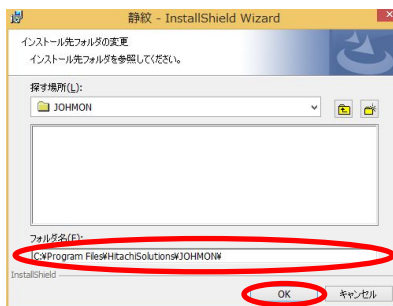 静紋 - InstallShield Wizard
インストール先フォルダの変更
インストール先フォルダを参照してください。
探す場所(L):
JOHMON
フォルダ名(F):
C:¥Program Files¥HitachiSolutions¥JOHMON¥
InstallShield
OK
キャンセル